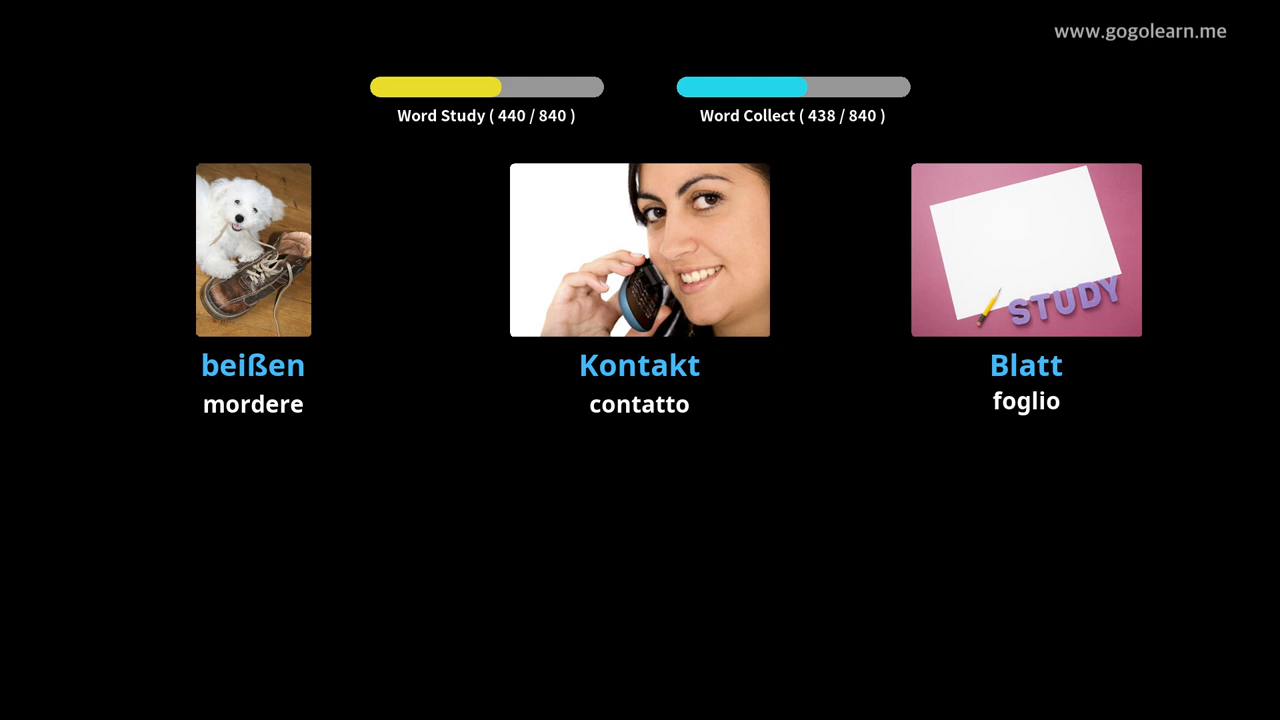 www.gogolearn.me
Word Study ( 440 / 840 )
Word Collect ( 438 / 840 )
STUDY
beißen
Kontakt
Blatt
mordere
contatto
foglio